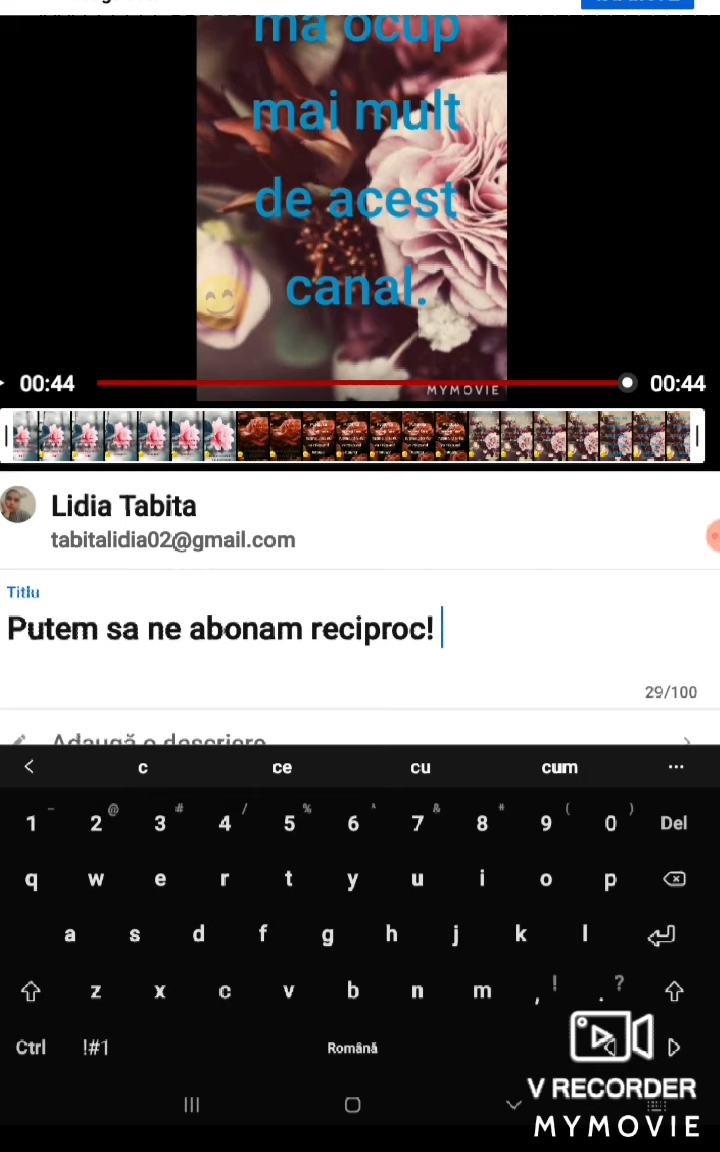 mă ocup
mai mult
de acest
canal.
MYMOVIE
00:44
00:44
Lidia Tabita
tabitalidia02@gmail.com
Titlu
Putem sa ne abonam reciproc!
29/100
Adaugă o descriere
< c ce cu cum ...
1 - 2 @ 3 # 4 / 5 % 6 ^ 7 & 8 * 9 ( 0 ) Del
q w e r t y u i o p
a s d f g h j k l
z x c v b n m , ! . ?
Ctrl !#1 Română
V RECORDER
MYMOVIE